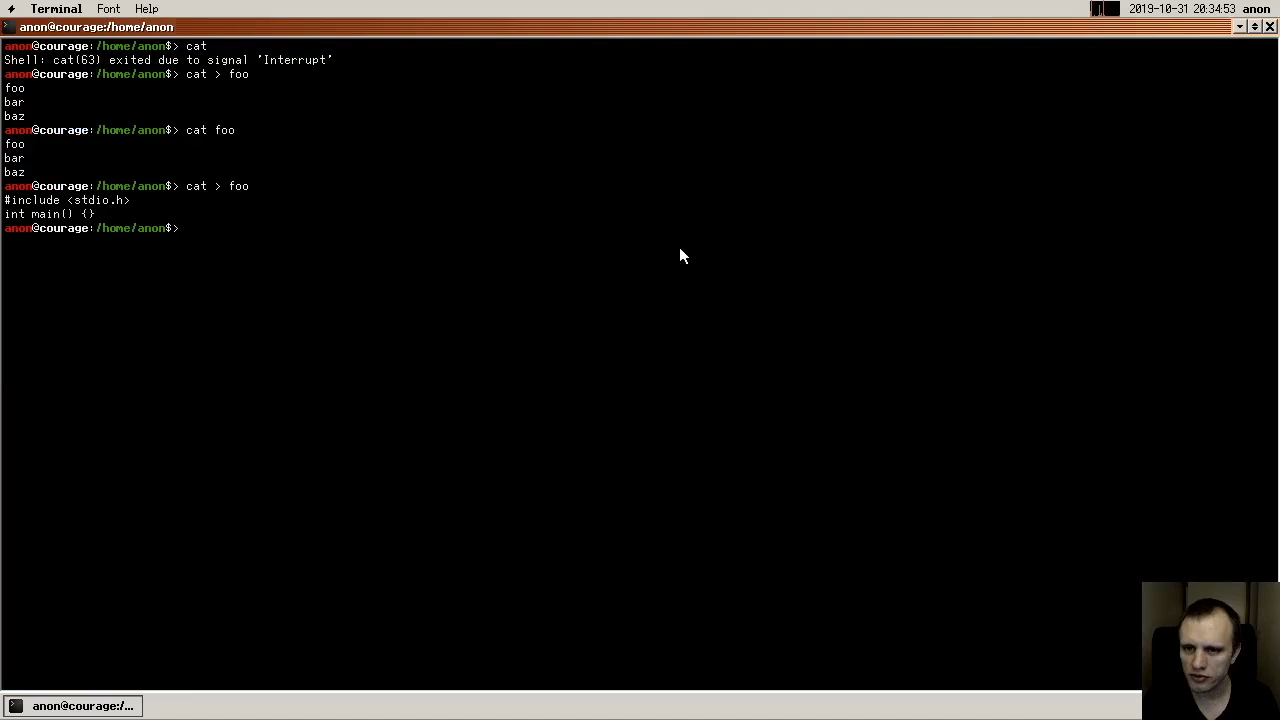 Terminal Font Help 2019-10-31 20:34:53 anon
anon@courage:/home/anon
anon@courage:/home/anon$> cat
Shell: cat(63) exited due to signal 'Interrupt'
anon@courage:/home/anon$> cat > foo
foo
bar
baz
anon@courage:/home/anon$> cat foo
foo
bar
baz
anon@courage:/home/anon$> cat > foo
#include <stdio.h>
int main() {}
anon@courage:/home/anon$>
anon@courage:/...